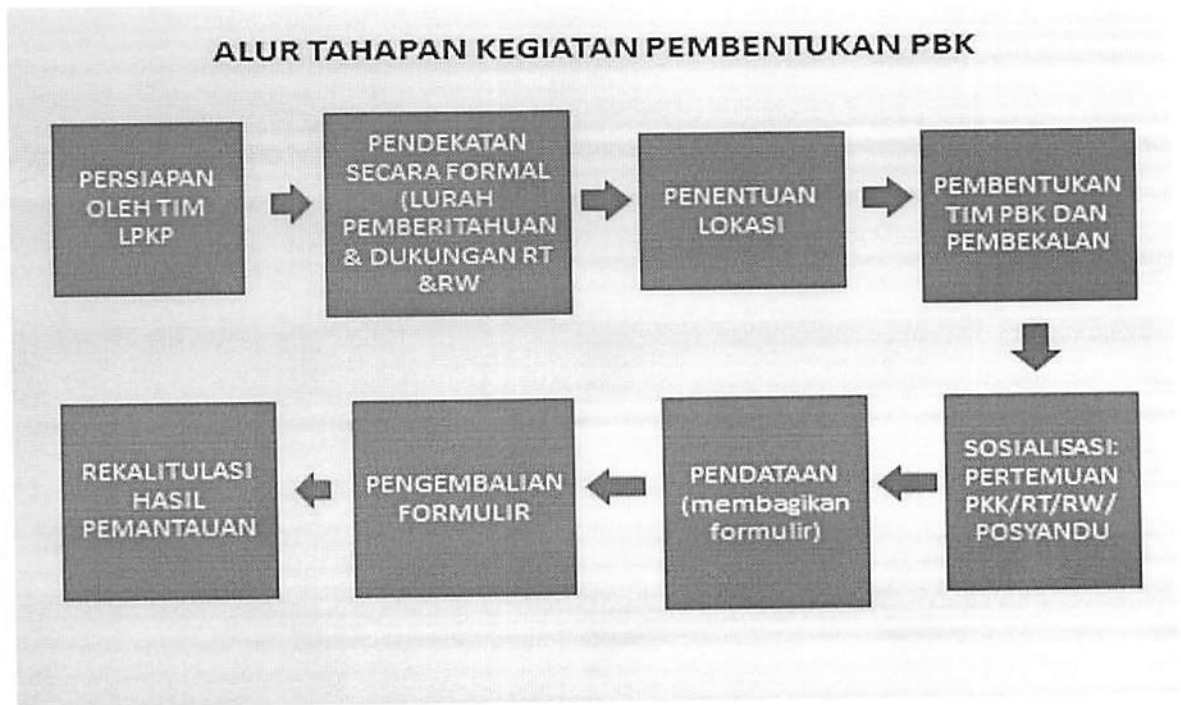 ALUR TAHAPAN KEGIATAN PEMBENTUKAN PBK
PERSIAPAN
OLEH TIM
LPKP
PENDEKATAN
SECARA FORMAL
(LURAH
PEMBERITAHUAN
& DUKUNGAN RT
&RW
PENENTUAN
LOKASI
PEMBENTUKAN
TIM PBK DAN
PEMBEKALAN
SOSIALISASI:
PERTEMUAN
PKK/RT/RW/
POSYANDU
PENDATAAN
(membagikan
formulir)
PENGEMBALIAN
FORMULIR
REKALITULASI
HASIL
PEMANTAUAN